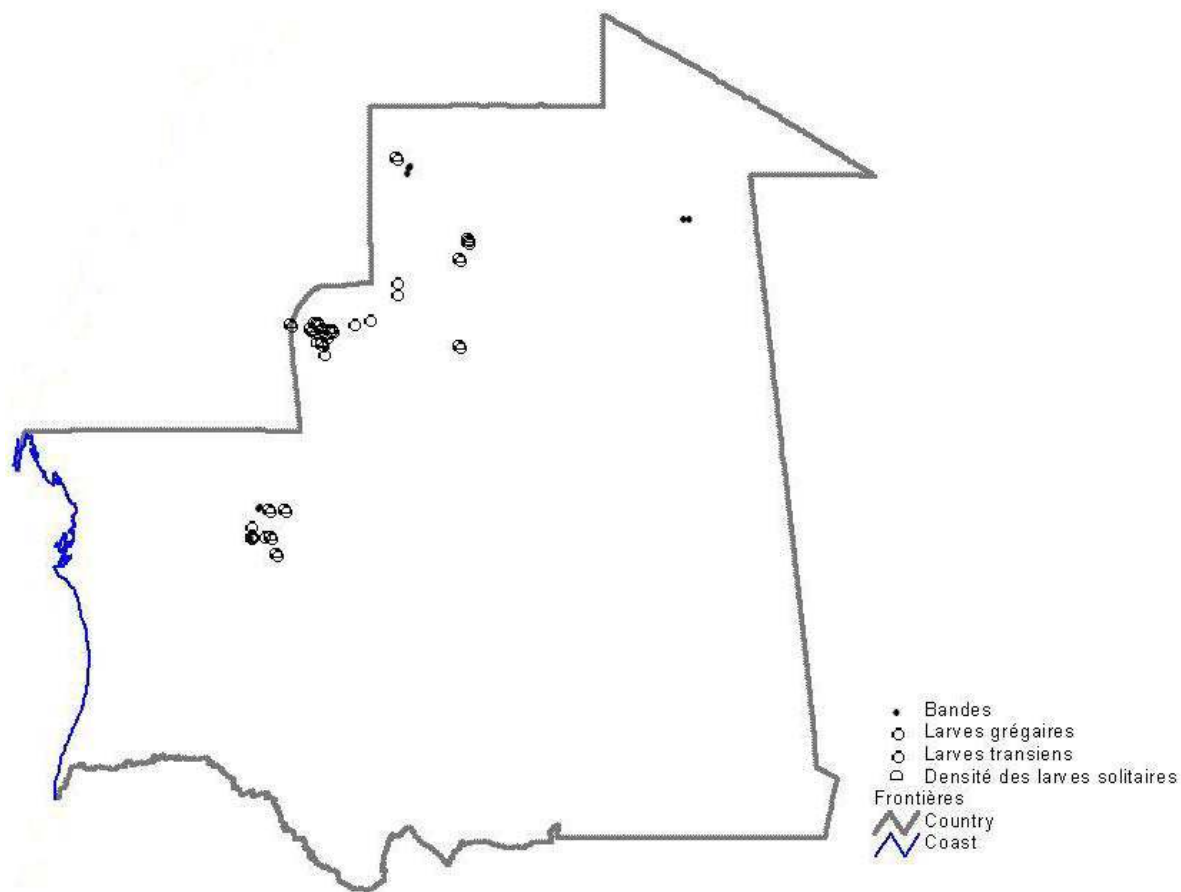 Bandes
Larves grégaires
Larves transiens
Densité des larves solitaires
Frontières
Country
Coast